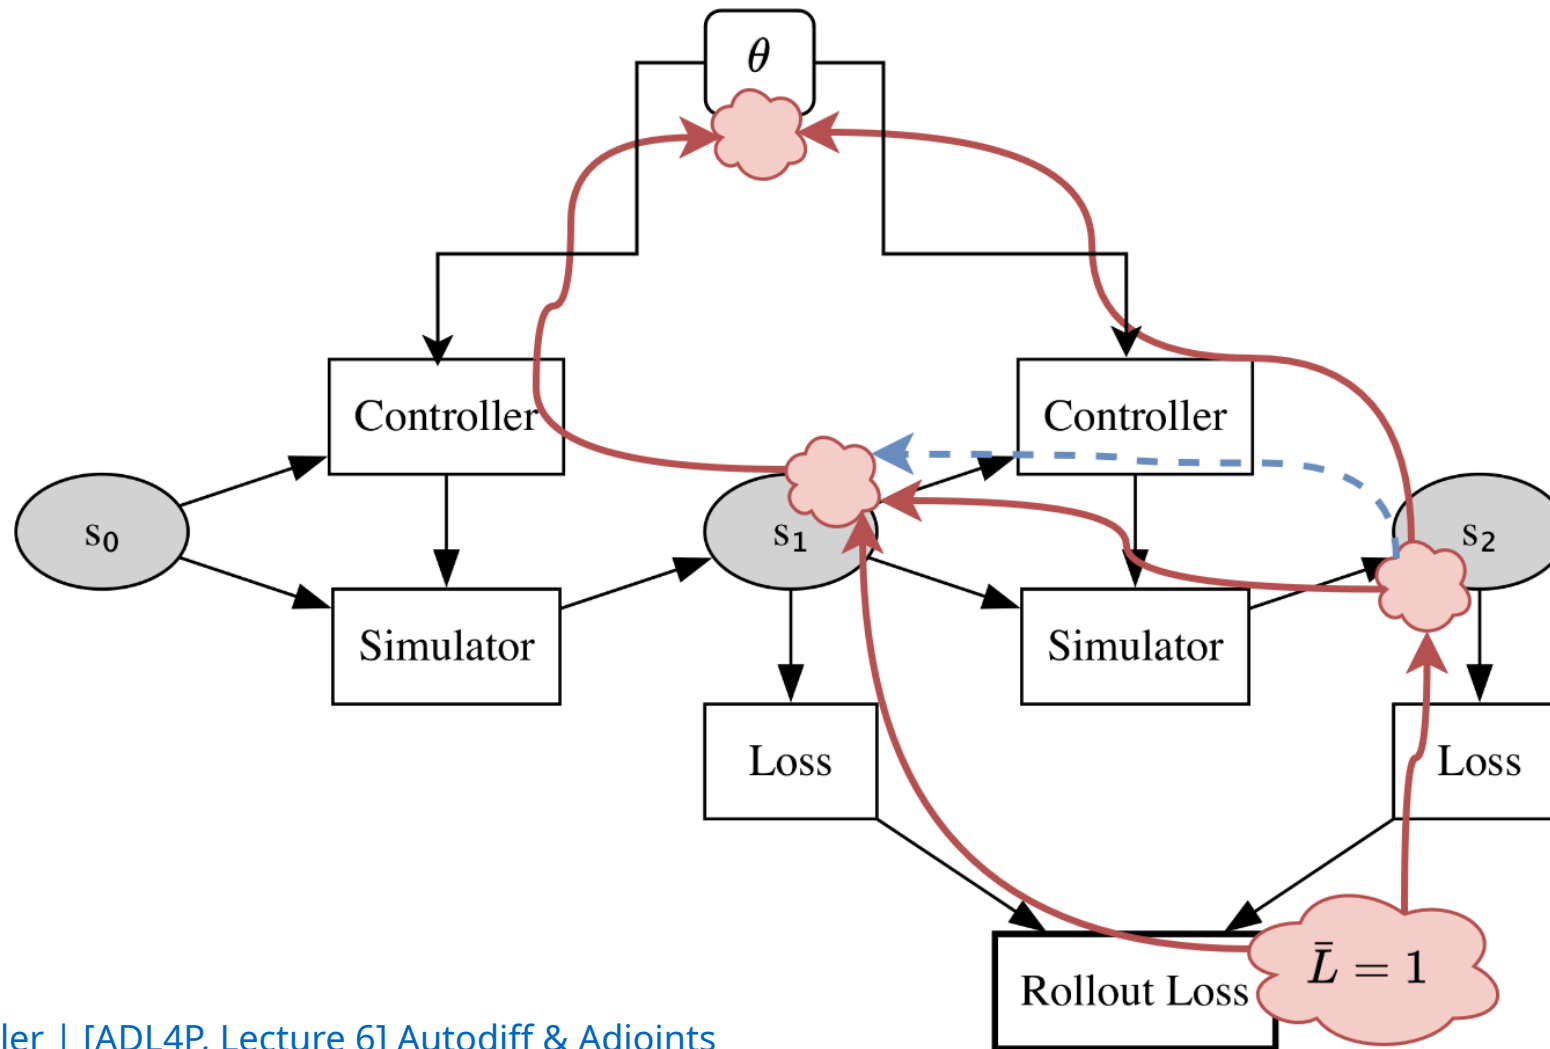 θ
Controller
Controller
s₀
s₁
s₂
Simulator
Simulator
Loss
Loss
L̄ = 1
Rollout Loss
ler | [ADL4P, Lecture 6] Autodiff & Adjoints